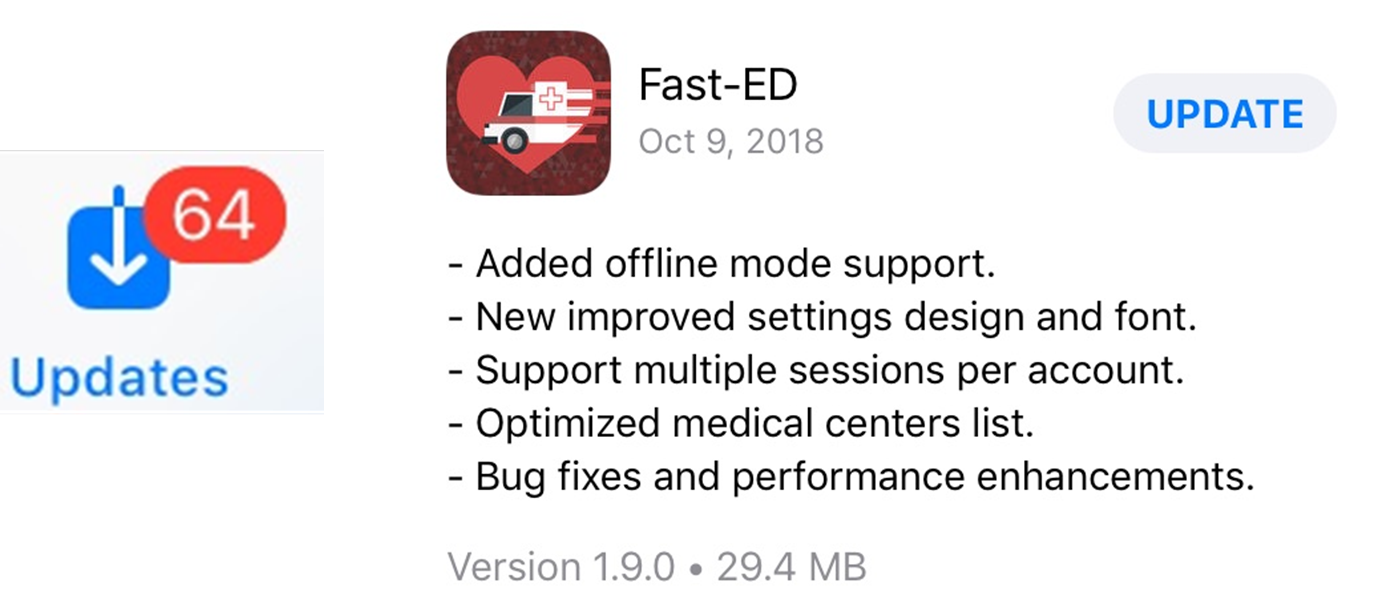 64
Updates
Fast-ED
Oct 9, 2018
UPDATE
- Added offline mode support.
- New improved settings design and font.
- Support multiple sessions per account.
- Optimized medical centers list.
- Bug fixes and performance enhancements.
Version 1.9.0 • 29.4 MB